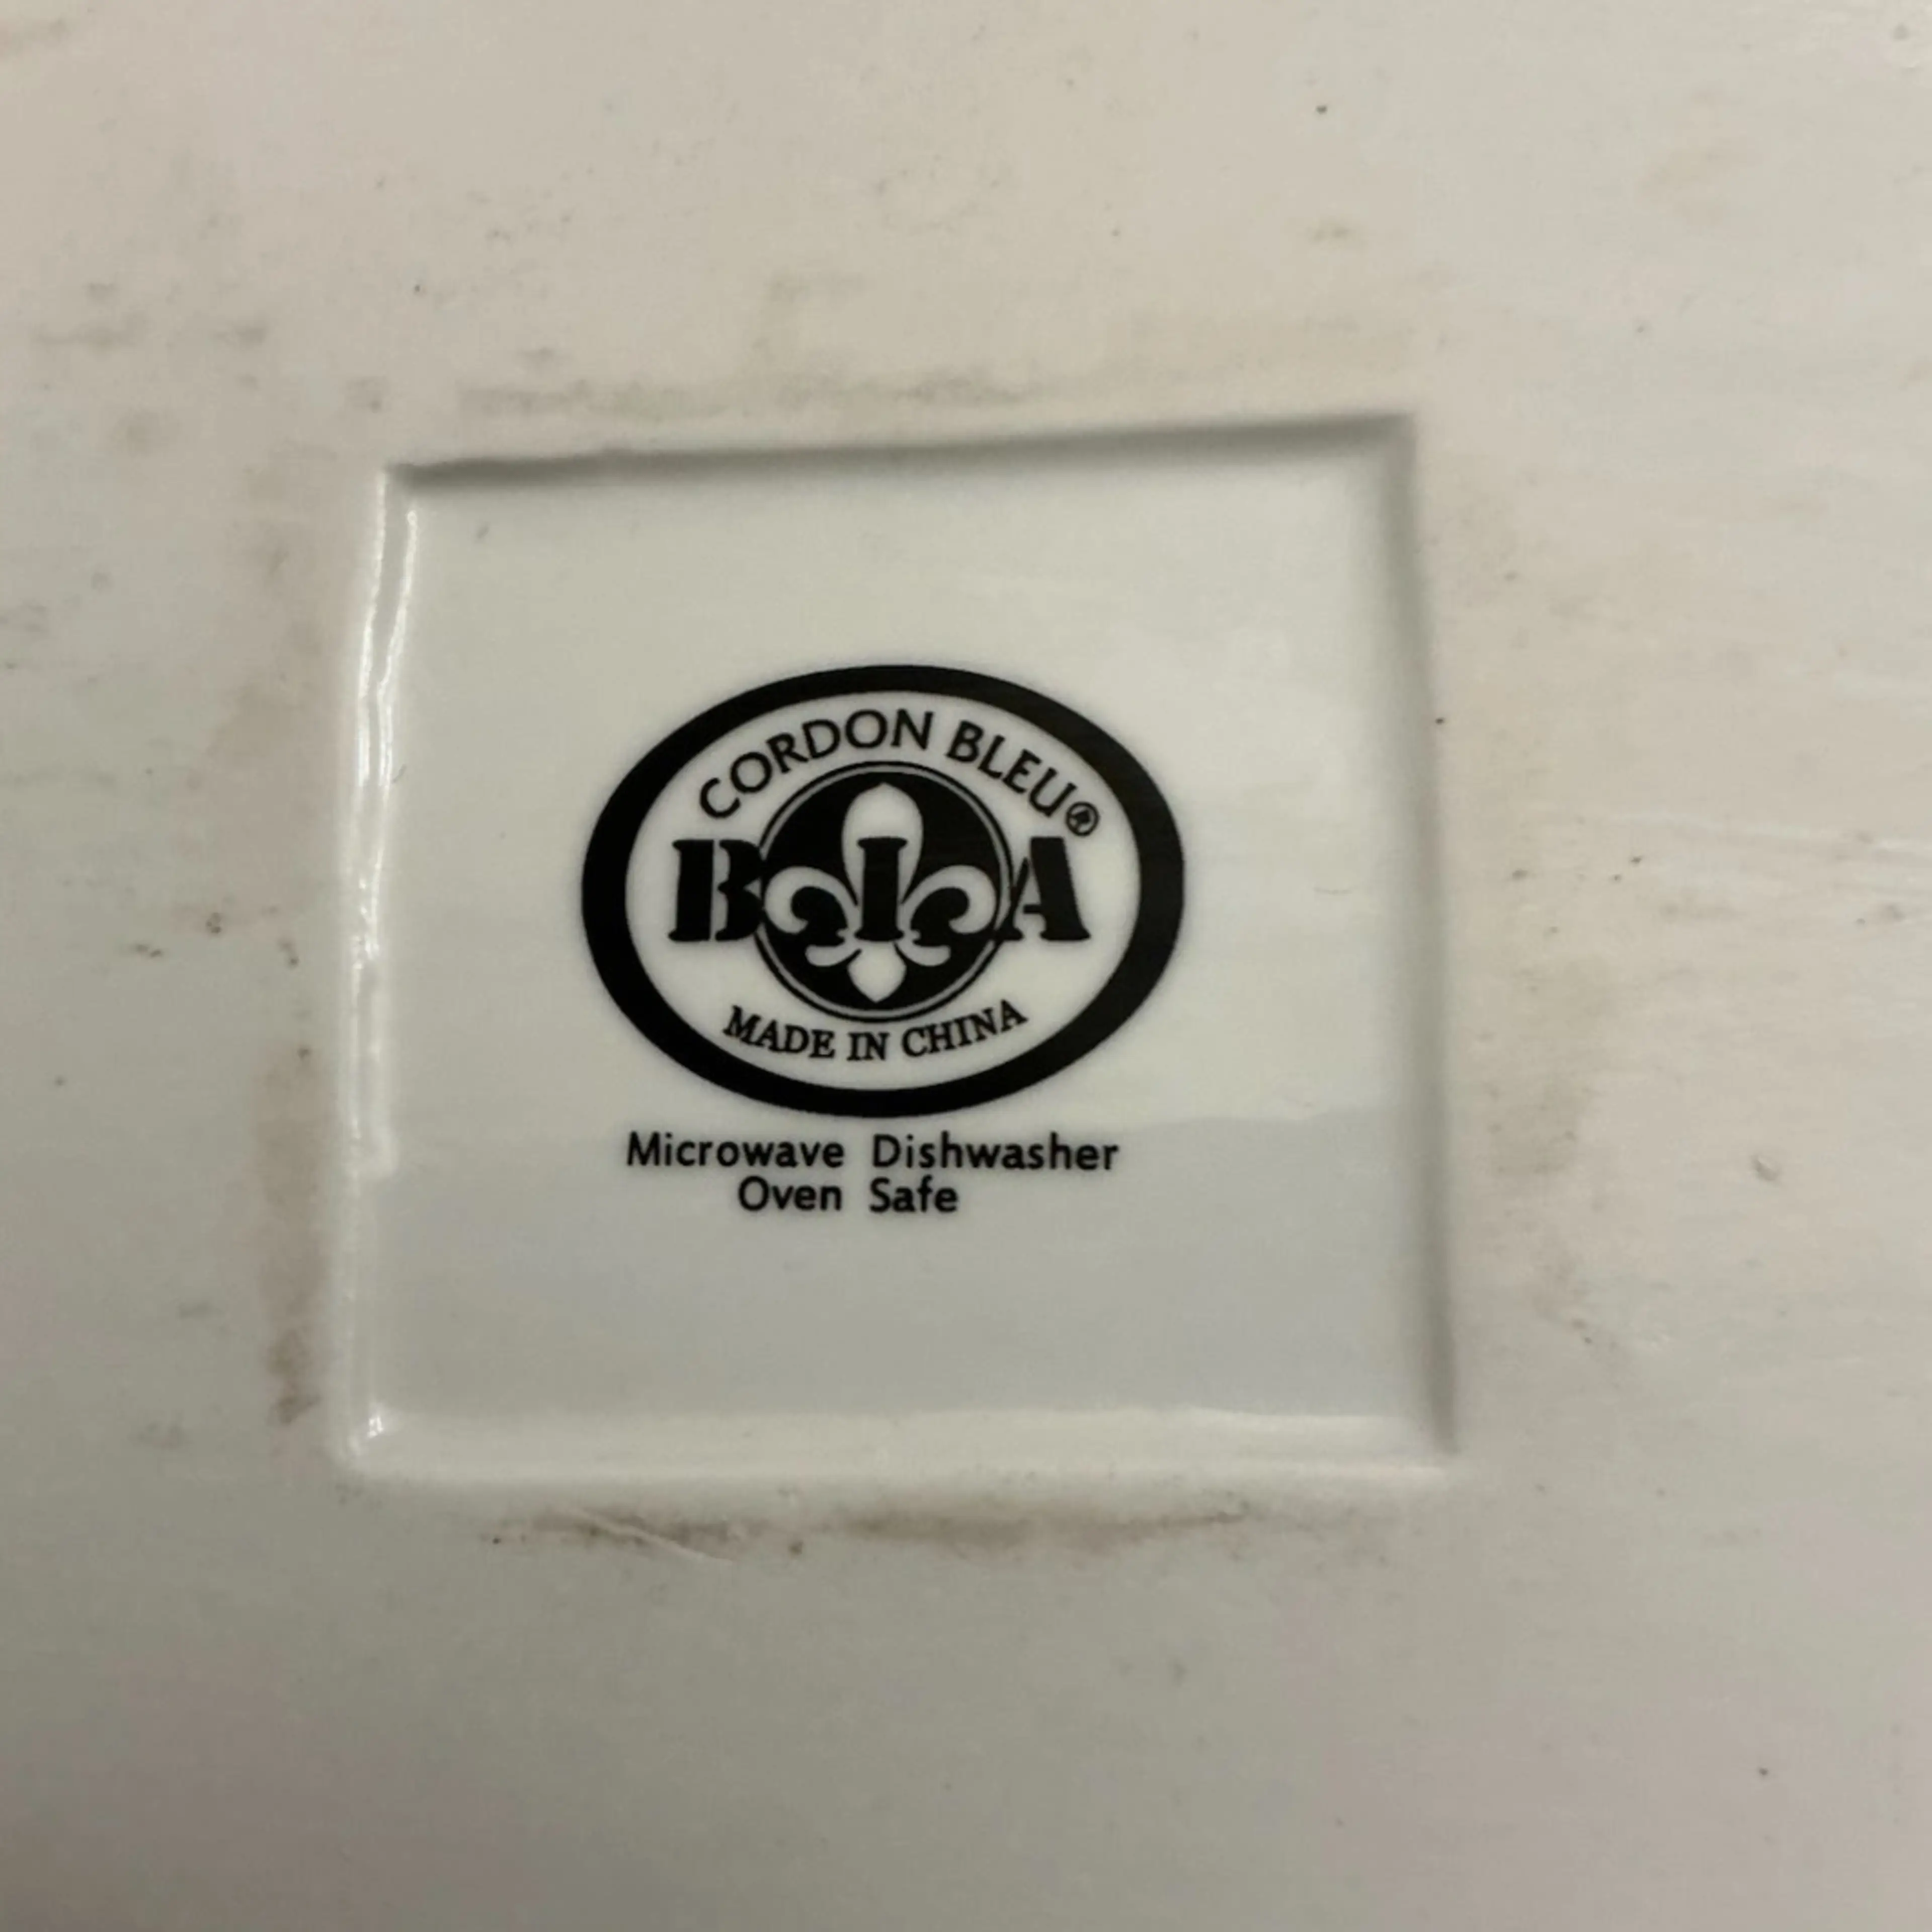 CORDON BLEU®
BIA
MADE IN CHINA
Microwave Dishwasher
Oven Safe